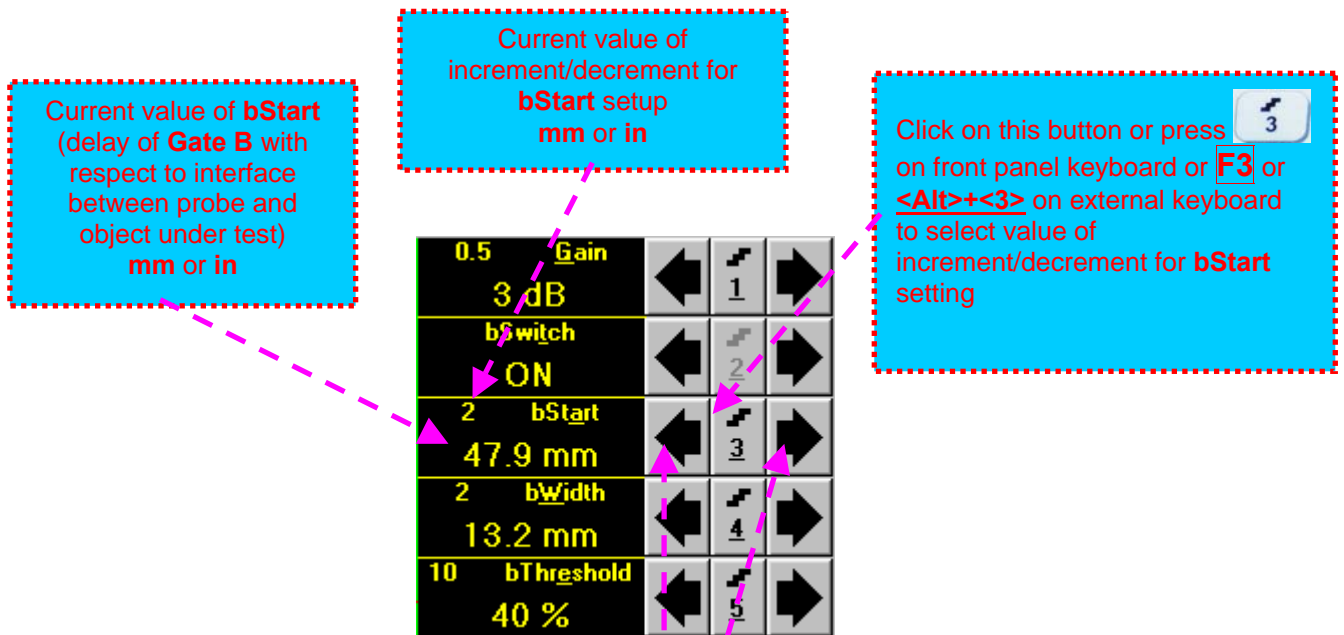 Current value of bStart
(delay of Gate B with
respect to interface
between probe and
object under test)
mm or in
Current value of
increment/decrement for
bStart setup
mm or in
Click on this button or press 3
on front panel keyboard or F3 or
<Alt>+<3> on external keyboard
to select value of
increment/decrement for bStart
setting
0.5 Gain
3 dB
1
bSwitch
ON
2
2 bStart
47.9 mm
3
2 bWidth
13.2 mm
4
10 bThreshold
40 %
5